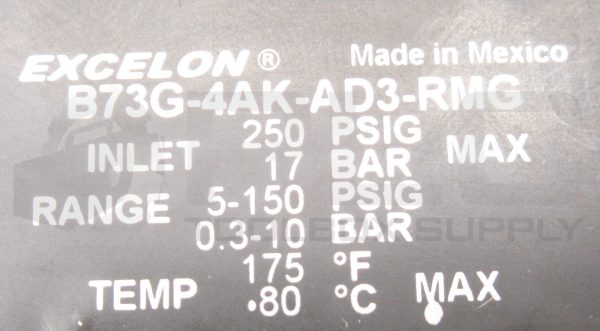 EXCELON® Made in Mexico
B73G-4AK-AD3-RMG
250 PSIG
INLET MAX
17 BAR
5-150 PSIG
RANGE
0.3-10 BAR
175 °F
TEMP MAX
.80 °C
SUPPLY